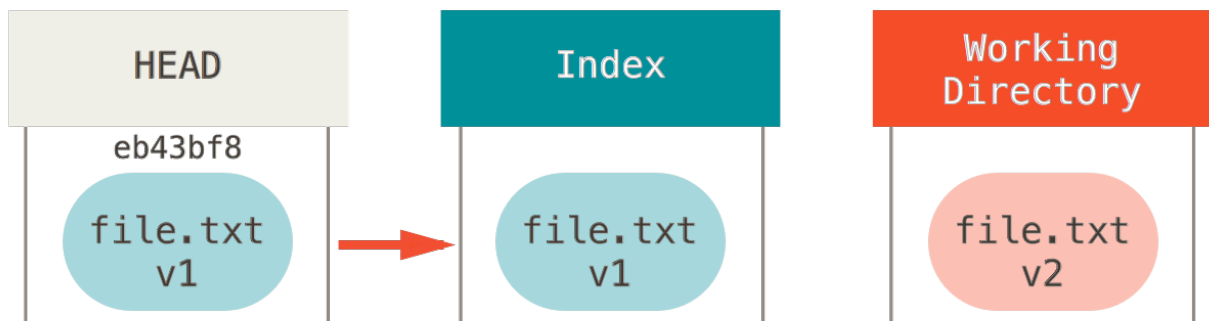 HEAD
Index
Working
Directory
eb43bf8
file.txt
v1
file.txt
v1
file.txt
v2